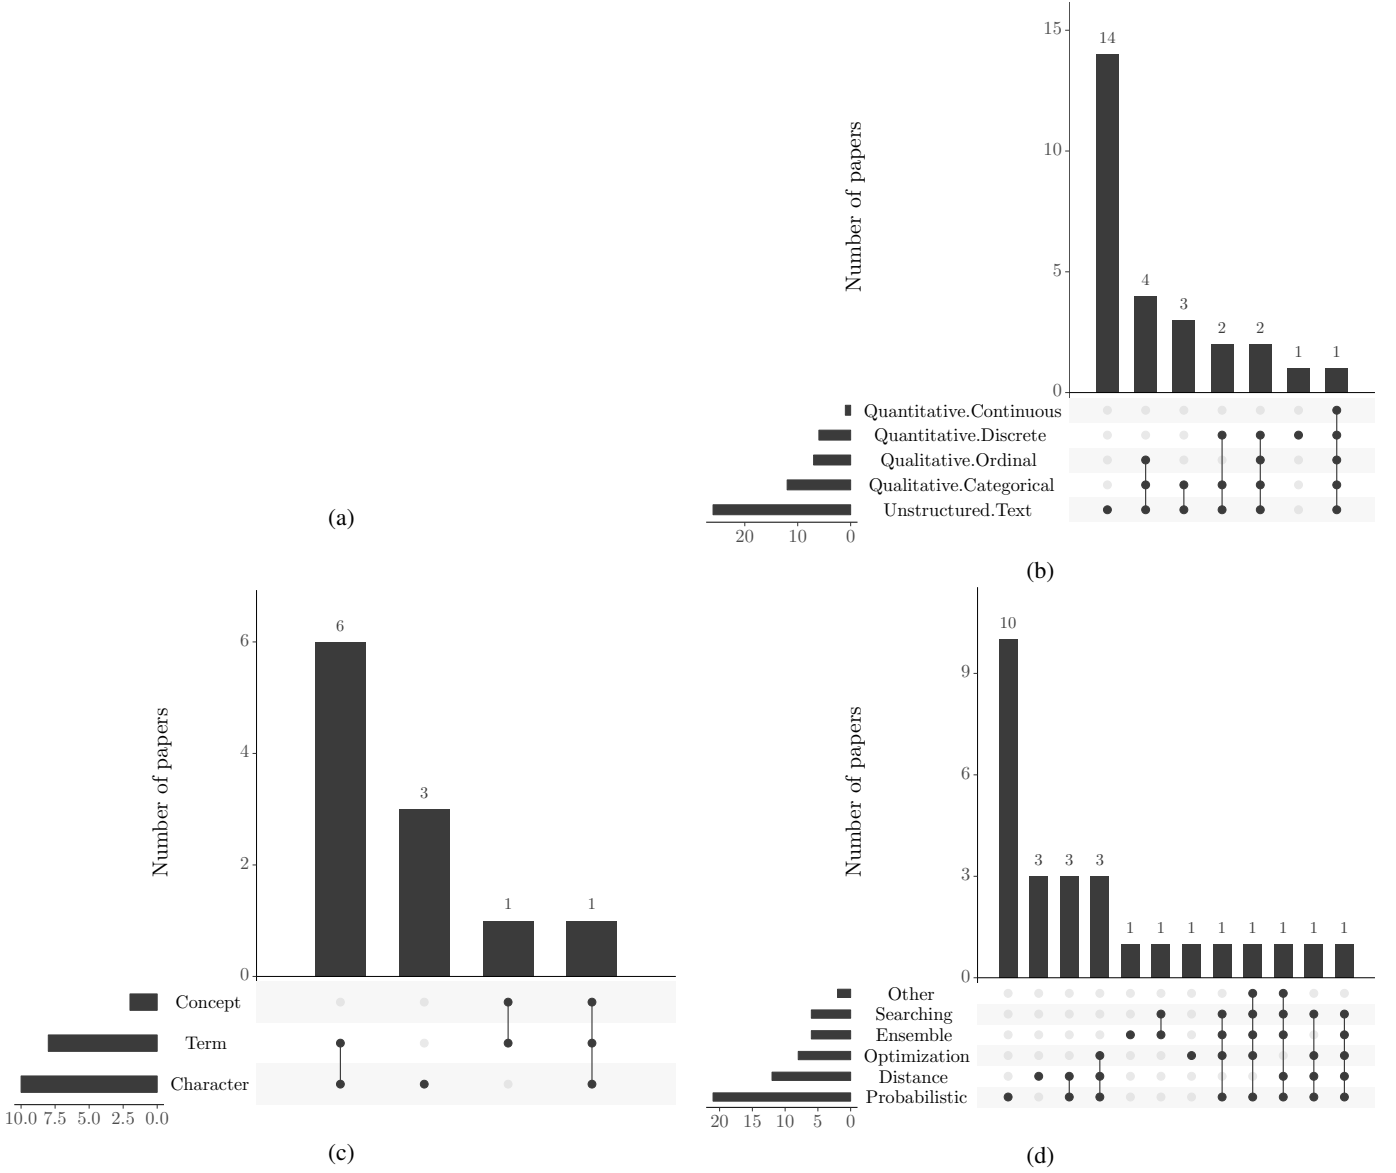 (a)
Number of papers
15
10
5
0
14
4
3
2
2
1
1
Quantitative.Continuous
Quantitative.Discrete
Qualitative.Ordinal
Qualitative.Categorical
Unstructured.Text
20 10 0
(b)
Number of papers
6
4
2
0
6
3
1
1
Concept
Term
Character
10.0 7.5 5.0 2.5 0.0
(c)
Number of papers
9
6
3
0
10
3
3
3
1
1
1
1
1
1
1
1
Other
Searching
Ensemble
Optimization
Distance
Probabilistic
20 15 10 5 0
(d)